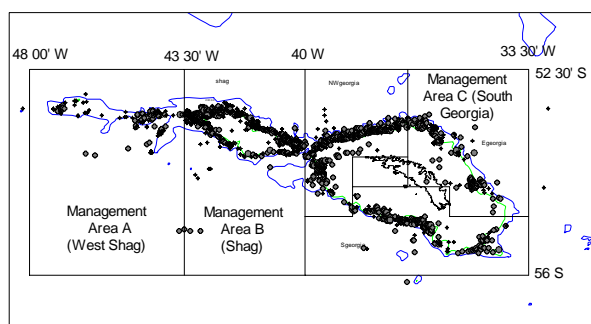 48 00' W
43 30' W
40 W
33 30' W
52 30' S
shag
NWgeorgia
Management
Area C (South
Georgia)
Egeorgia
Management
Area A
(West Shag)
Management
Area B
(Shag)
Sgeorgia
56 S